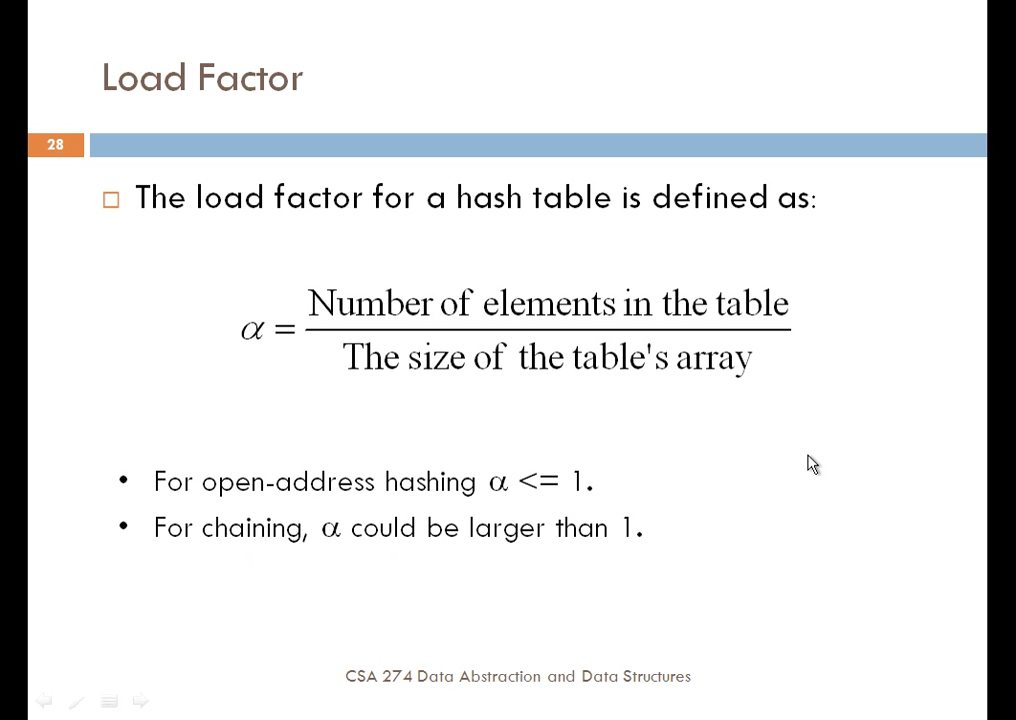 Load Factor
28
The load factor for a hash table is defined as:
α = Number of elements in the table
The size of the table's array
• For open-address hashing α <= 1.
• For chaining, α could be larger than 1.
CSA 274 Data Abstraction and Data Structures